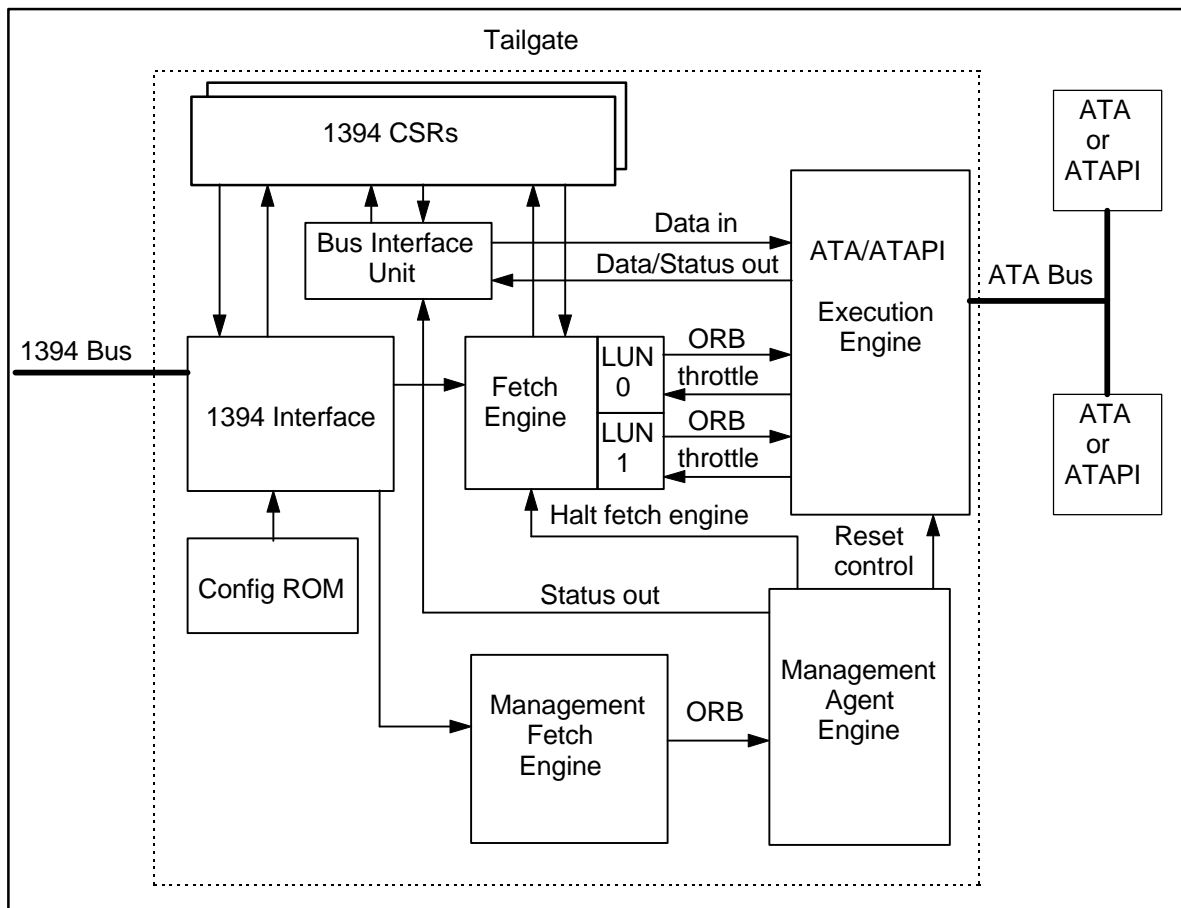 Tailgate
1394 CSRs
ATA
or
ATAPI
Bus Interface
Unit
Data in
Data/Status out
ATA/ATAPI
Execution
Engine
ATA Bus
1394 Bus
1394 Interface
Fetch
Engine
LUN
0
LUN
1
ORB
throttle
ORB
throttle
ATA
or
ATAPI
Halt fetch engine
Reset
control
Config ROM
Status out
Management
Fetch
Engine
ORB
Management
Agent
Engine